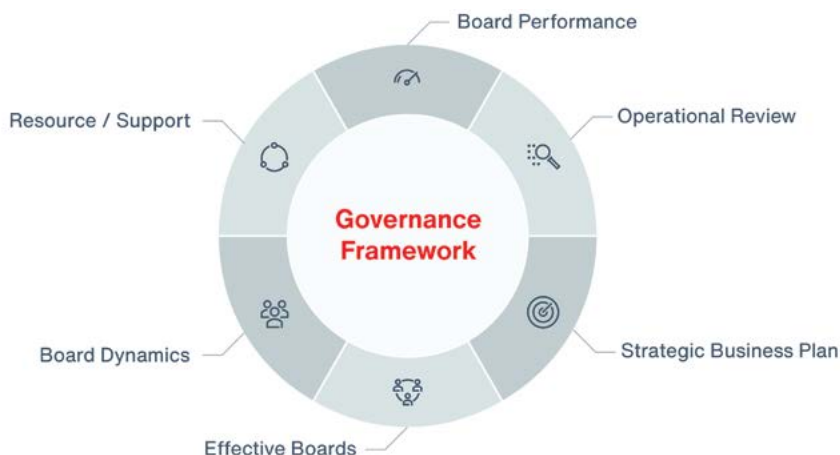 Board Performance
Resource / Support
Operational Review
Governance
Framework
Board Dynamics
Strategic Business Plan
Effective Boards